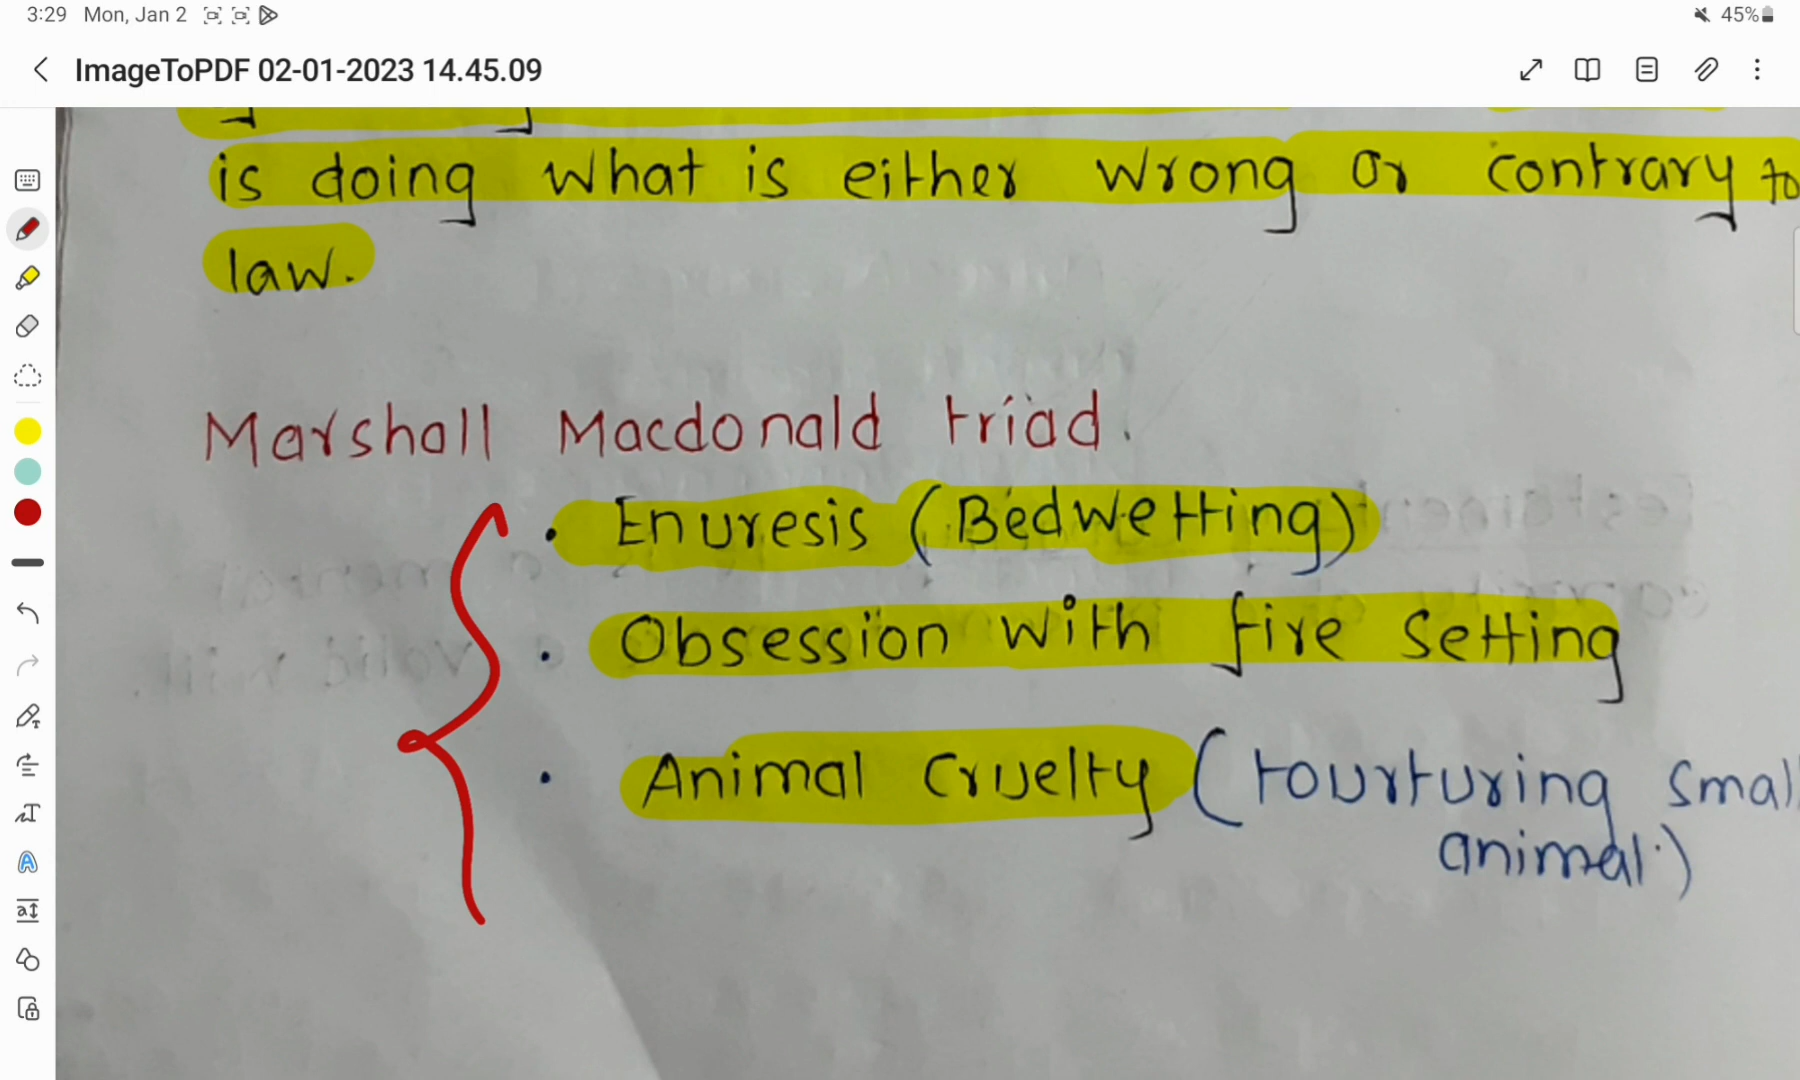 3:29 Mon, Jan 2 45%
ImageToPDF 02-01-2023 14.45.09
is doing what is either wrong or contrary to
law.
Marshall Macdonald triad.
• Enuresis (Bedwetting)
• Obsession with fire setting
• Animal cruelty (tourturing small
animal.)